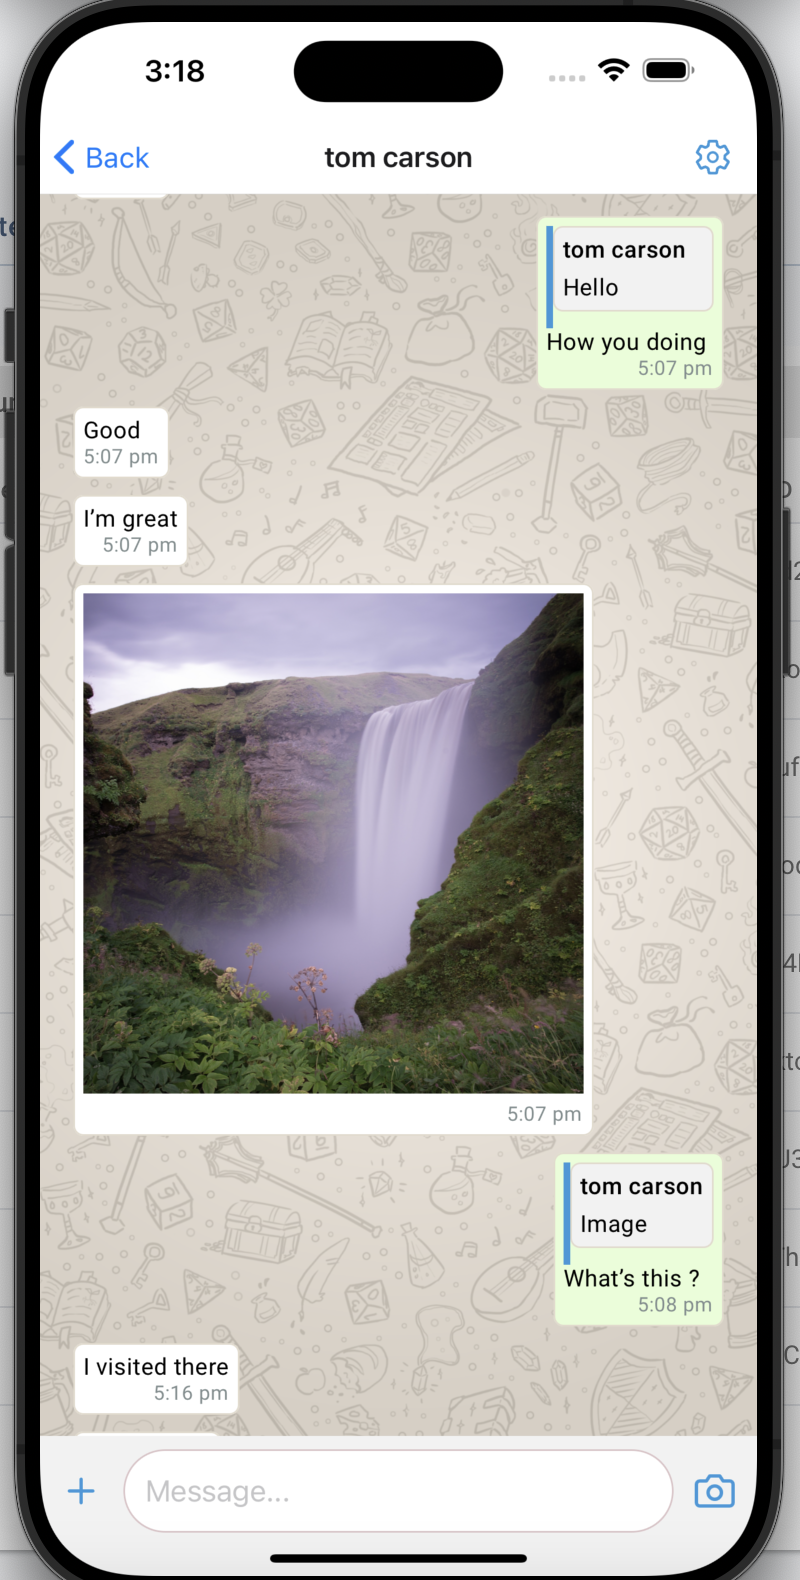 3:18
Back
tom carson
tom carson
Hello
How you doing
5:07 pm
Good
5:07 pm
I’m great
5:07 pm
5:07 pm
tom carson
Image
What’s this ?
5:08 pm
I visited there
5:16 pm
Message...